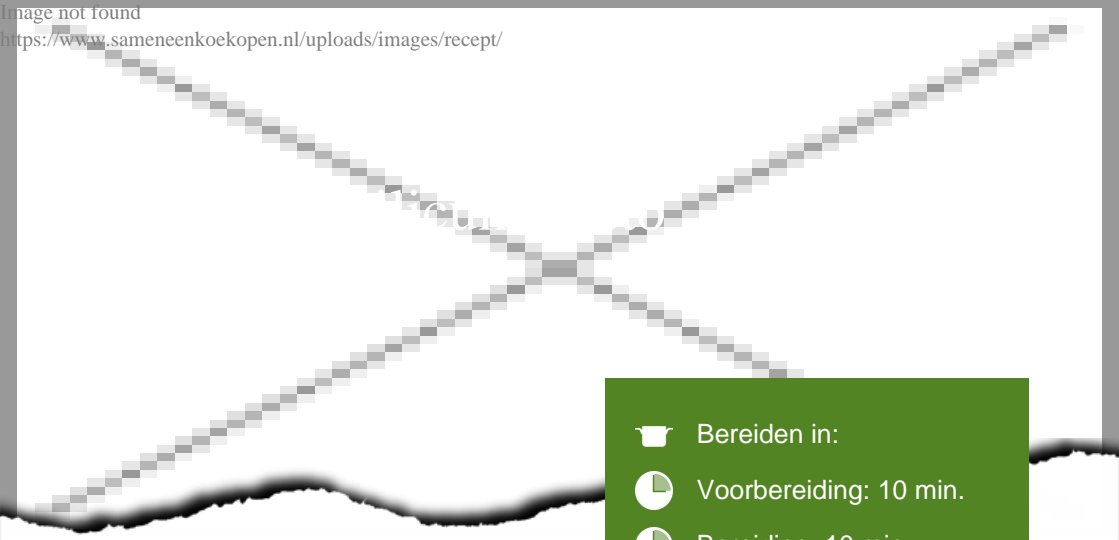 Image not found
https://www.sameneenkoekopen.nl/uploads/images/recept/
Bereiden in:
Voorbereiding: 10 min.